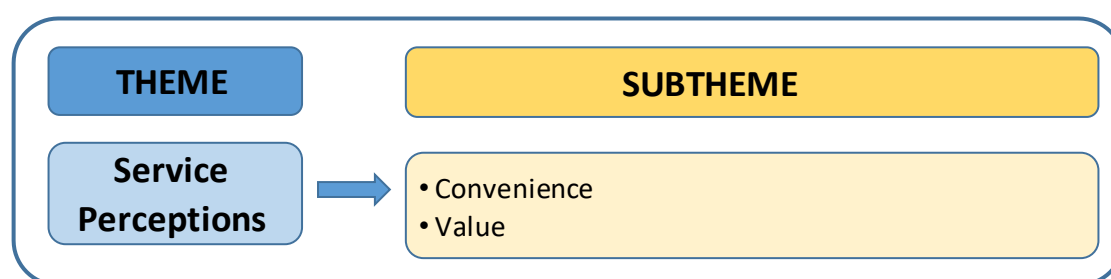 THEME
SUBTHEME
Service
Perceptions
• Convenience
• Value